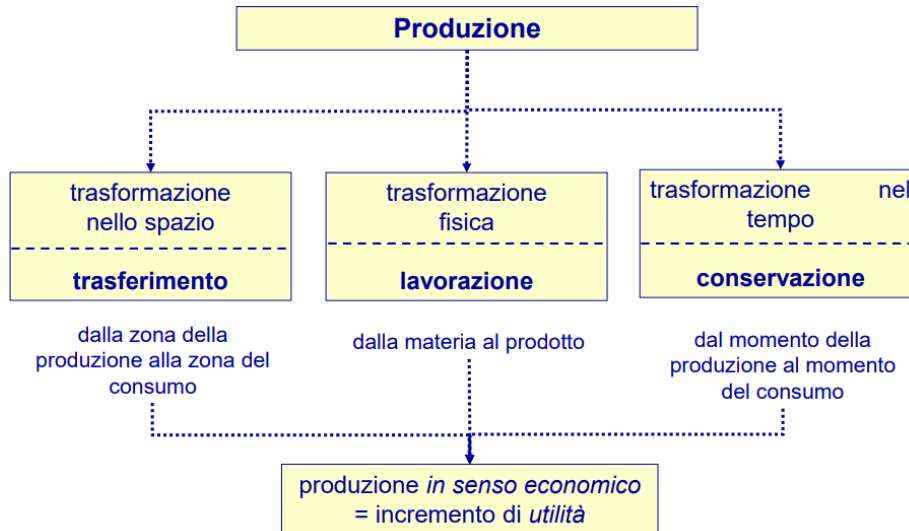 Produzione
trasformazione
nello spazio
trasferimento
dalla zona della
produzione alla zona del
consumo
trasformazione
fisica
lavorazione
dalla materia al prodotto
trasformazione nel
tempo
conservazione
dal momento della
produzione al momento
del consumo
produzione in senso economico
= incremento di utilità